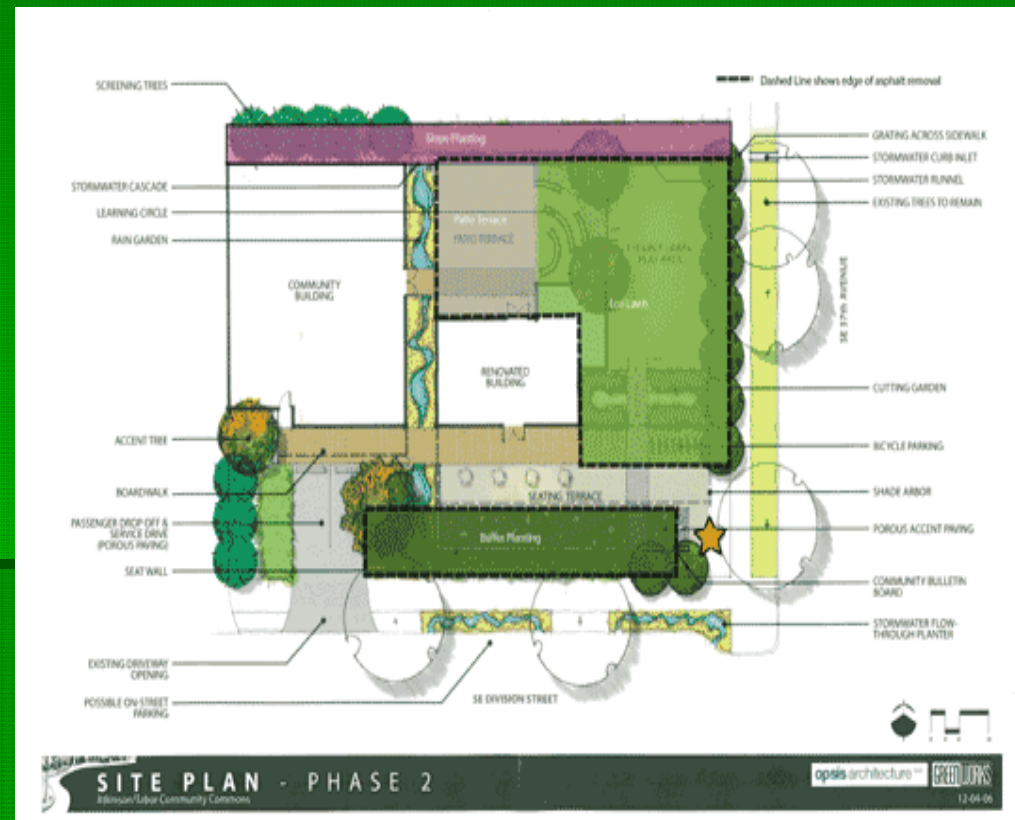 Dashed Line shows edge of asphalt removal
SCREENING TREES
STORMWATER CASCADE
LEARNING CIRCLE
RAIN GARDEN
ACCENT TREE
BOARDWALK
PASSENGER DROP OFF &
SERVICE DRIVE
(POROUS PAVING)
SEAT WALL
EXISTING DRIVEWAY
OPENING
POSSIBLE ON-STREET
PARKING
Slope Planting
Patio Terrace
PATIO TERRACE
COMMUNITY
BUILDING
Eco Lawn
RENOVATED
BUILDING
SEATING TERRACE
Buffer Planting
SE DIVISION STREET
GRATING ACROSS SIDEWALK
STORMWATER CURB INLET
STORMWATER RUNNEL
EXISTING TREES TO REMAIN
SE 37TH AVENUE
CUTTING GARDEN
BICYCLE PARKING
SHADE ARBOR
POROUS ACCENT PAVING
COMMUNITY BULLETIN
BOARD
STORMWATER FLOW-
THROUGH PLANTER
SITE PLAN - PHASE 2
Community Commons
opsis architecture
GREENWORKS
12-04-06